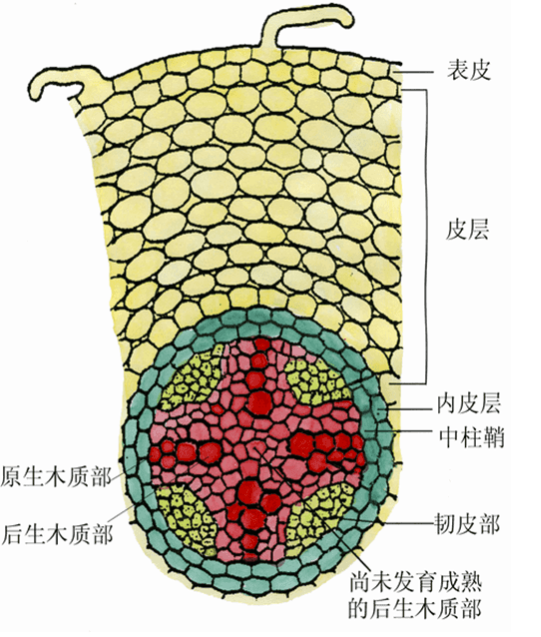 表皮
皮层
内皮层
中柱鞘
原生木质部
后生木质部
韧皮部
尚未发育成熟
的后生木质部